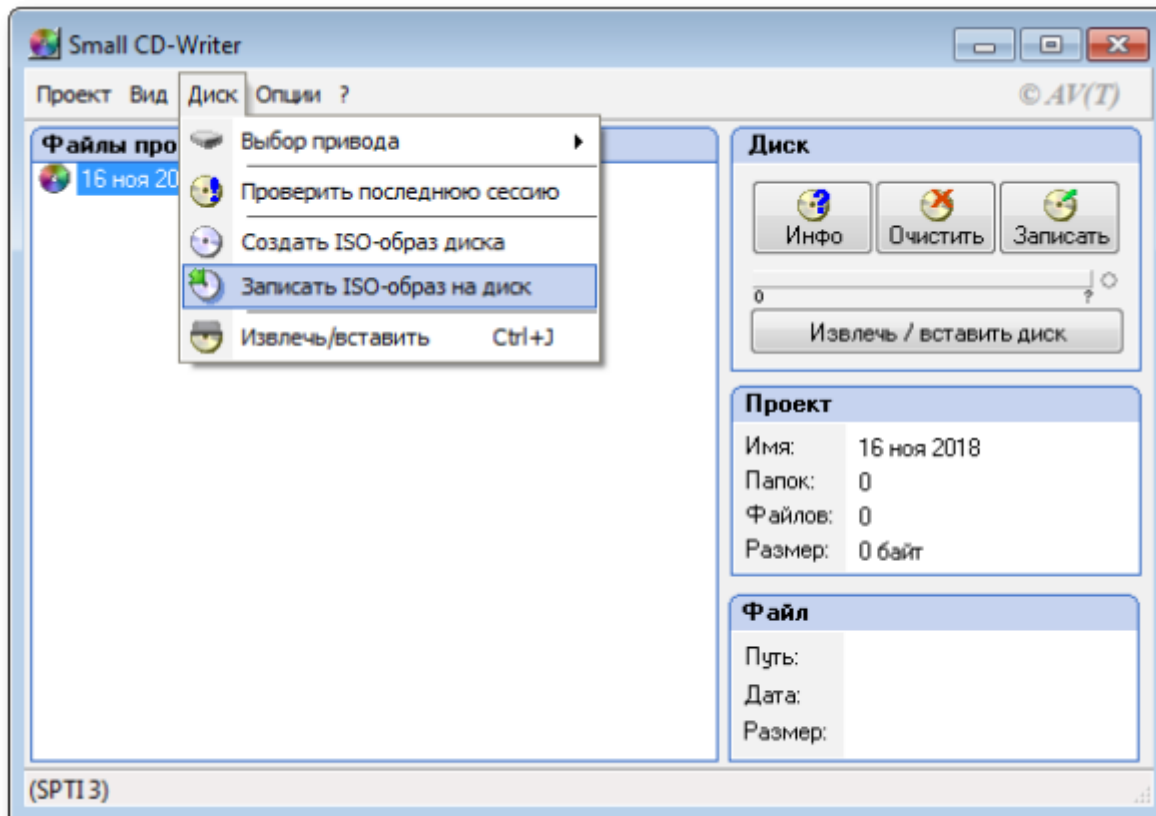 Small CD-Writer
Проект Вид Диск Опции ?
© AV(T)
Файлы про
16 ноя 20
Выбор привода
Проверить последнюю сессию
Создать ISO-образ диска
Записать ISO-образ на диск
Извлечь/вставить Ctrl+J
Диск
Инфо Очистить Записать
0 ?
Извлечь / вставить диск
Проект
Имя: 16 ноя 2018
Папок: 0
Файлов: 0
Размер: 0 байт
Файл
Путь:
Дата:
Размер:
(SPTI 3)